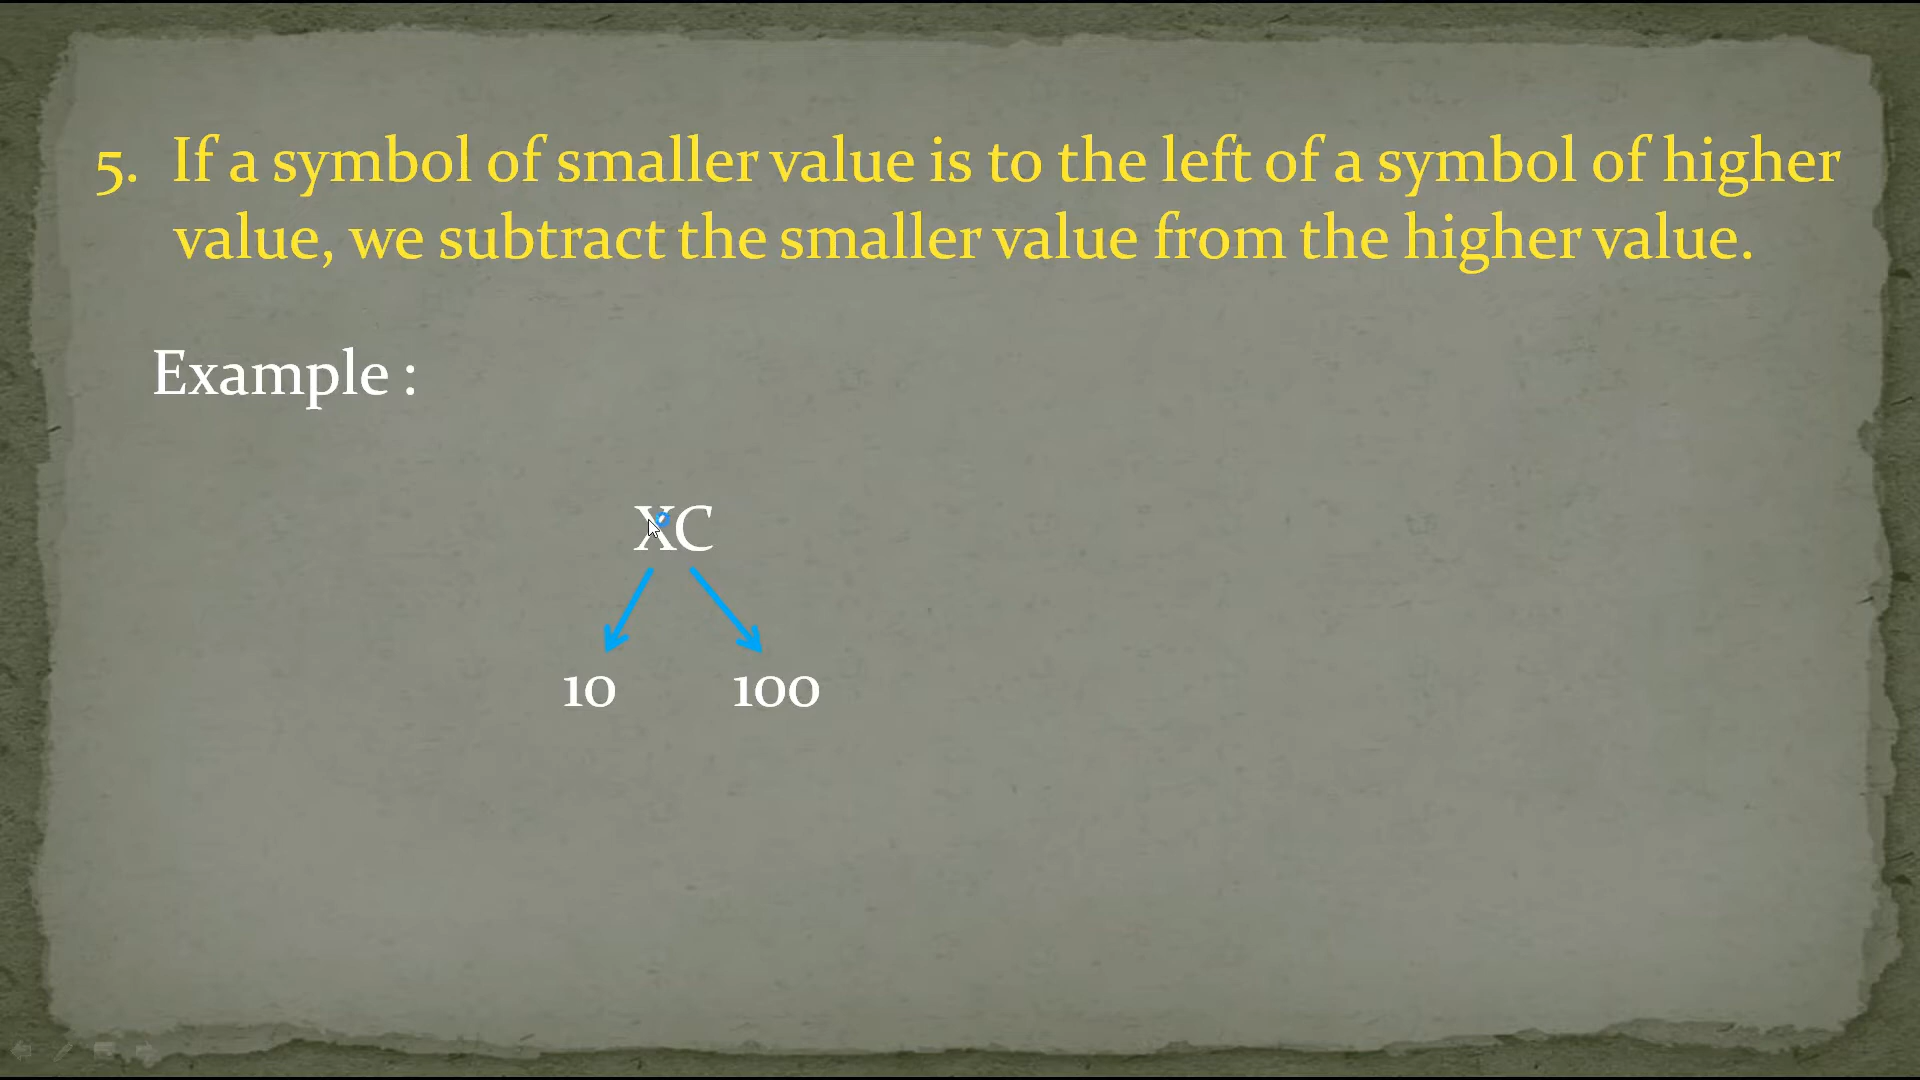 5. If a symbol of smaller value is to the left of a symbol of higher
value, we subtract the smaller value from the higher value.
Example :
XC
10 100